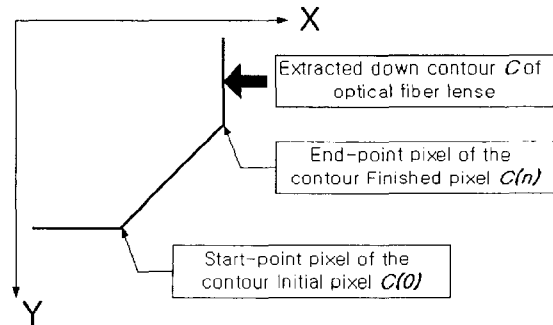 X
Extracted down contour C of
optical fiber lense
End-point pixel of the
contour Finished pixel C(n)
Start-point pixel of the
contour Initial pixel C(0)
Y